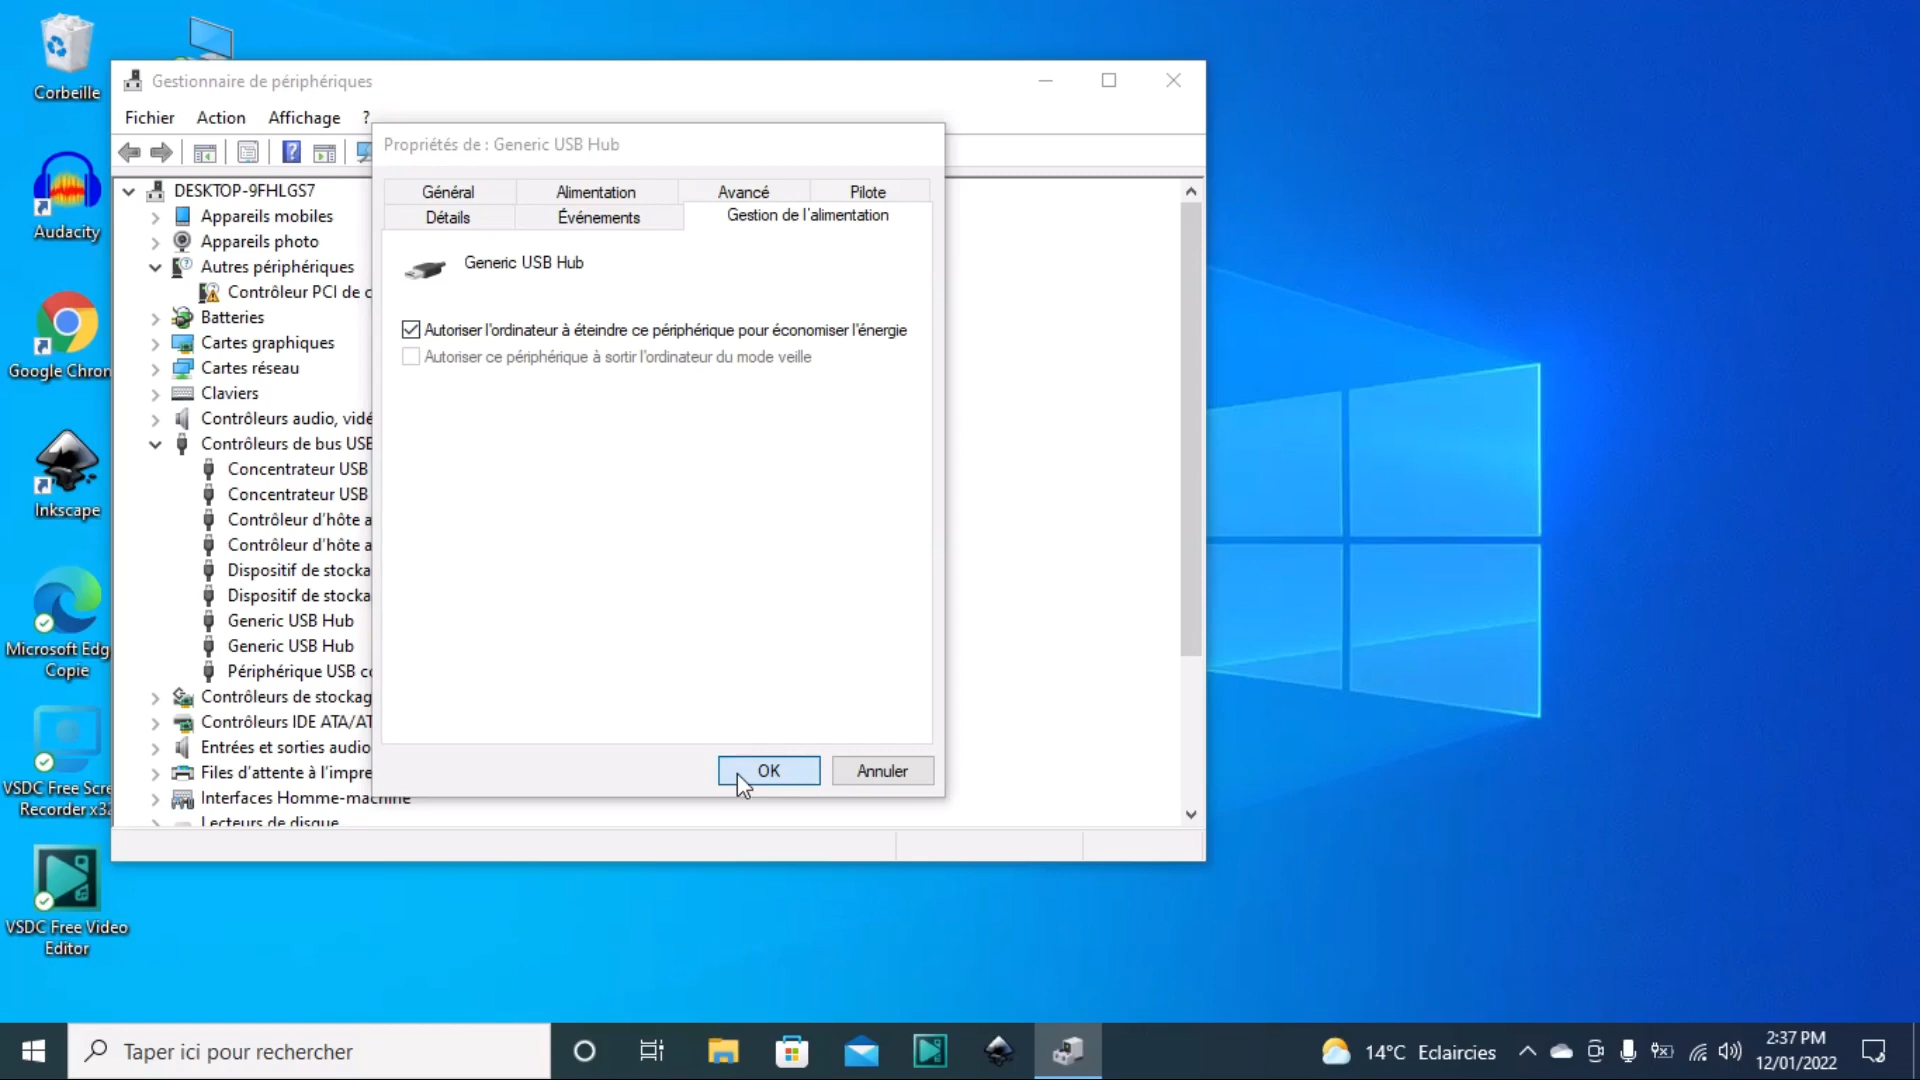 Corbeille
Audacity
Google Chron
Inkscape
Microsoft Edg
Copie
VSDC Free Scre
Recorder x32
VSDC Free Video
Editor
Gestionnaire de périphériques
Fichier
Action
Affichage
?
DESKTOP-9FHLGS7
Appareils mobiles
Appareils photo
Autres périphériques
Contrôleur PCI de c
Batteries
Cartes graphiques
Cartes réseau
Claviers
Contrôleurs audio, vidé
Contrôleurs de bus USB
Concentrateur USB
Concentrateur USB
Contrôleur d'hôte a
Contrôleur d'hôte a
Dispositif de stocka
Dispositif de stocka
Generic USB Hub
Generic USB Hub
Périphérique USB co
Contrôleurs de stockag
Contrôleurs IDE ATA/AT
Entrées et sorties audio
Files d'attente à l'impre
Interfaces Homme-machine
Lecteurs de disque
Propriétés de : Generic USB Hub
Général
Alimentation
Avancé
Pilote
Détails
Événements
Gestion de l'alimentation
Generic USB Hub
Autoriser l'ordinateur à éteindre ce périphérique pour économiser l'énergie
Autoriser ce périphérique à sortir l'ordinateur du mode veille
OK
Annuler
Taper ici pour rechercher
14°C Eclaircies
2:37 PM
12/01/2022